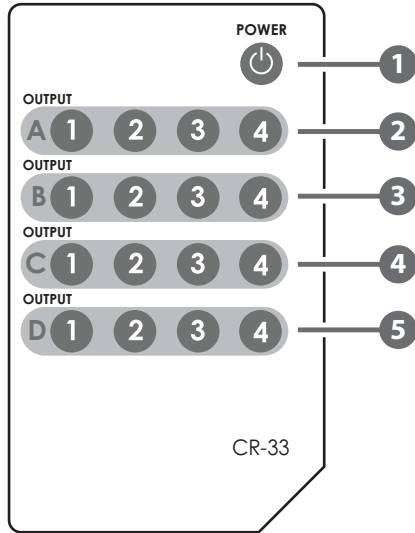 POWER
1
OUTPUT
A 1 2 3 4 2
OUTPUT
B 1 2 3 4 3
OUTPUT
C 1 2 3 4 4
OUTPUT
D 1 2 3 4 5
CR-33